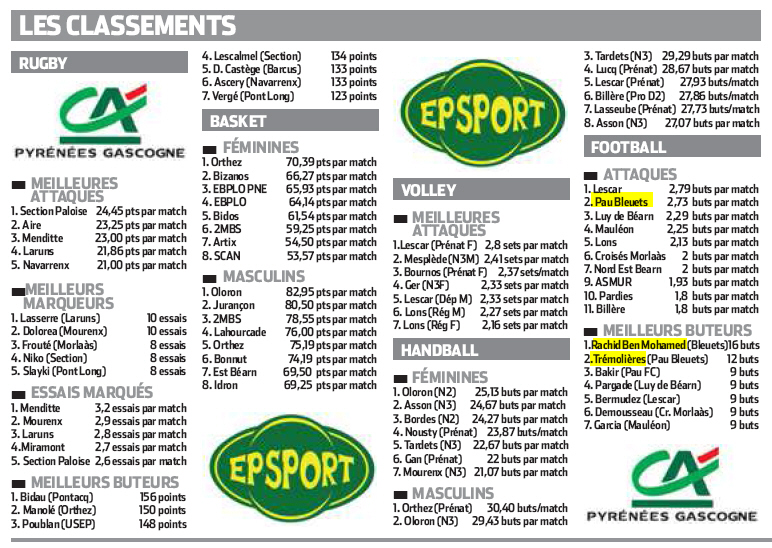 LES CLASSEMENTS
RUGBY
CA
PYRÉNÉES GASCOGNE
MEILLEURES
ATTAQUES
1. Section Paloise 24,45 pts par match
2. Aire 23,25 pts par match
3. Menditte 23,00 pts par match
4. Laruns 21,86 pts par match
5. Navarrenx 21,00 pts par match
MEILLEURS
MARQUEURS
1. Lasserre (Laruns) 10 essais
2. Dolorea (Mourenx) 10 essais
3. Frouté (Morlaàs) 8 essais
4. Niko (Section) 8 essais
5. Slayki (Pont Long) 8 essais
ESSAIS MARQUÉS
1. Menditte 3,2 essais par match
2. Mourenx 2,9 essais par match
3. Laruns 2,8 essais par match
4.Miramont 2,7 essais par match
5. Section Paloise 2,6 essais par match
MEILLEURS BUTEURS
1. Bidau (Pontacq) 156 points
2. Manolé (Orthez) 150 points
3. Poublan (USEP) 148 points
4. Lescalmel (Section) 134 points
5. D. Castège (Barcus) 133 points
6. Ascery (Navarrenx) 133 points
7. Vergé (Pont Long) 123 points
BASKET
FÉMININES
1. Orthez 70,39 pts par match
2. Bizanos 66,27 pts par match
3. EBPLO PNE 65,93 pts par match
4. EBPLO 64,14 pts par match
5. Bidos 61,54 pts par match
6. 2MBS 59,25 pts par match
7. Artix 54,50 pts par match
8. SCAN 53,57 pts par match
MASCULINS
1. Oloron 82,95 pts par match
2. Jurançon 80,50 pts par match
3. 2MBS 78,55 pts par match
4. Lahourcade 76,00 pts par match
5. Orthez 75,19 pts par match
6. Bonnut 74,19 pts par match
7. Est Béarn 69,50 pts par match
8. Idron 69,25 pts par match
EPSPORT
EPSPORT
VOLLEY
MEILLEURES
ATTAQUES
1.Lescar (Prénat F) 2,8 sets par match
2. Mesplède (N3M) 2,41 sets par match
3. Bournos (Prénat F) 2,37 sets/match
4. Ger (N3F) 2,33 sets par match
5. Lescar (Dép M) 2,33 sets par match
6. Lons (Rég M) 2,27 sets par match
7. Lons (Rég F) 2,16 sets par match
HANDBALL
FÉMININES
1. Oloron (N2) 25,13 buts par match
2. Asson (N3) 24,67 buts par match
3. Bordes (N2) 24,27 buts par match
4. Nousty (Prénat) 23,87 buts/match
5. Tardets (N3) 22,67 buts par match
6. Gan (Prénat) 22 buts par match
7. Mourenx (N3) 21,07 buts par match
MASCULINS
1. Orthez (Prénat) 30,40 buts/match
2. Oloron (N3) 29,43 buts par match
3. Tardets (N3) 29,29 buts par match
4. Lucq (Prénat) 28,67 buts par match
5. Lescar (Prénat) 27,93 buts/match
6. Billère (Pro D2) 27,86 buts/match
7. Lasseube (Prénat) 27,73 buts/match
8. Asson (N3) 27,07 buts par match
FOOTBALL
ATTAQUES
1. Lescar 2,79 buts par match
2. Pau Bleuets 2,73 buts par match
3. Luy de Béarn 2,29 buts par match
4. Mauléon 2,25 buts par match
5. Lons 2,13 buts par match
6. Croisés Morlaàs 2 buts par match
7. Nord Est Bearn 2 buts par match
9. ASMUR 1,93 buts par match
10. Pardies 1,8 buts par match
11. Billère 1,8 buts par match
MEILLEURS BUTEURS
1.Rachid Ben Mohamed (Bleuets)16 buts
2.Trémolières (Pau Bleuets) 12 buts
3. Bakir (Pau FC) 9 buts
4. Pargade (Luy de Béarn) 9 buts
5. Bermudez (Lescar) 9 buts
6. Demousseau (Cr. Morlaàs) 9 buts
7. Garcia (Mauléon) 9 buts
CA
PYRÉNÉES GASCOGNE